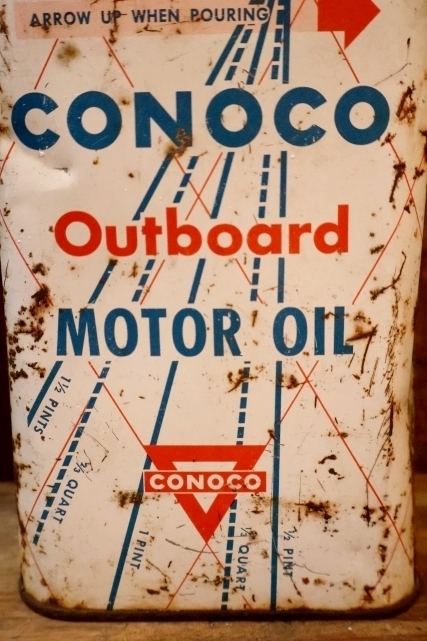 ARROW UP WHEN POURING
CONOCO
Outboard
MOTOR OIL
1½ PINTS
⅔ QUART
1 PINT
⅓ QUART
½ PINT
CONOCO